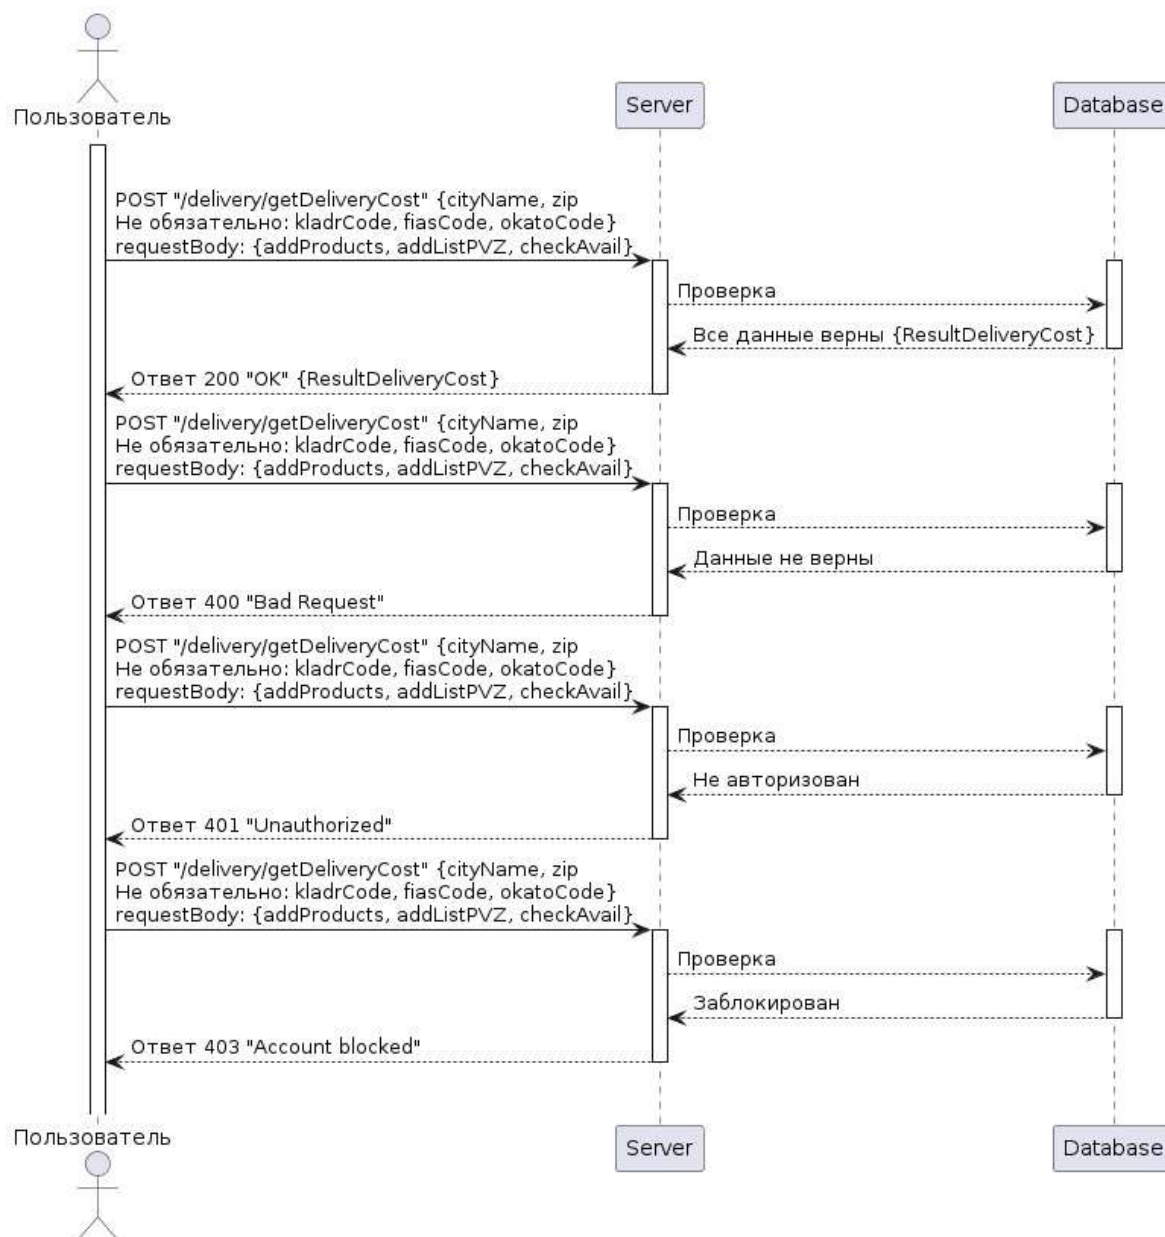 Пользователь
Server
Database
POST "/delivery/getDeliveryCost" {cityName, zip
Не обязательно: kladrCode, fiasCode, okatoCode}
requestBody: {addProducts, addListPVZ, checkAvail}
Проверка
Все данные верны {ResultDeliveryCost}
Ответ 200 "OK" {ResultDeliveryCost}
POST "/delivery/getDeliveryCost" {cityName, zip
Не обязательно: kladrCode, fiasCode, okatoCode}
requestBody: {addProducts, addListPVZ, checkAvail}
Проверка
Данные не верны
Ответ 400 "Bad Request"
POST "/delivery/getDeliveryCost" {cityName, zip
Не обязательно: kladrCode, fiasCode, okatoCode}
requestBody: {addProducts, addListPVZ, checkAvail}
Проверка
Не авторизован
Ответ 401 "Unauthorized"
POST "/delivery/getDeliveryCost" {cityName, zip
Не обязательно: kladrCode, fiasCode, okatoCode}
requestBody: {addProducts, addListPVZ, checkAvail}
Проверка
Заблокирован
Ответ 403 "Account blocked"
Пользователь
Server
Database